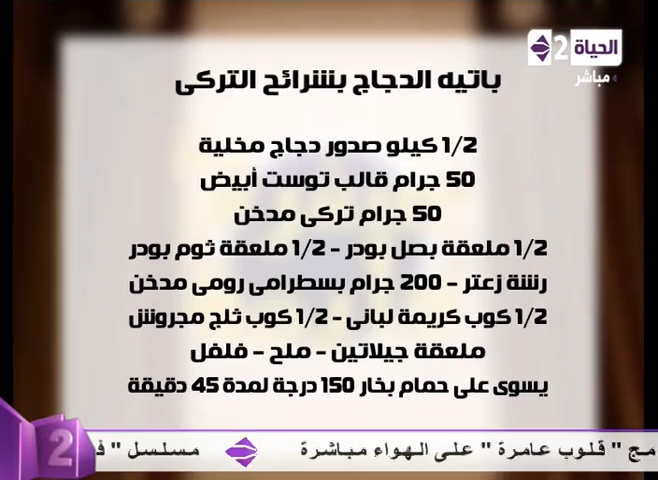 الحياة 2
مباشر
باتيه الدجاج بشرائح التركى
1/2 كيلو صدور دجاج مخلية
50 جرام قالب توست أبيض
50 جرام تركى مدخن
1/2 ملعقة بصل بودر - 1/2 ملعقة ثوم بودر
رشة زعتر - 200 جرام بسطرامى رومى مدخن
1/2 كوب كريمة لبانى - 1/2 كوب ثلج مجروش
ملعقة جيلاتين - ملح - فلفل
يسوى على حمام بخار 150 درجة لمدة 45 دقيقة
مج " قلوب عامرة " على الهواء مباشرة مسلسل " ف
2